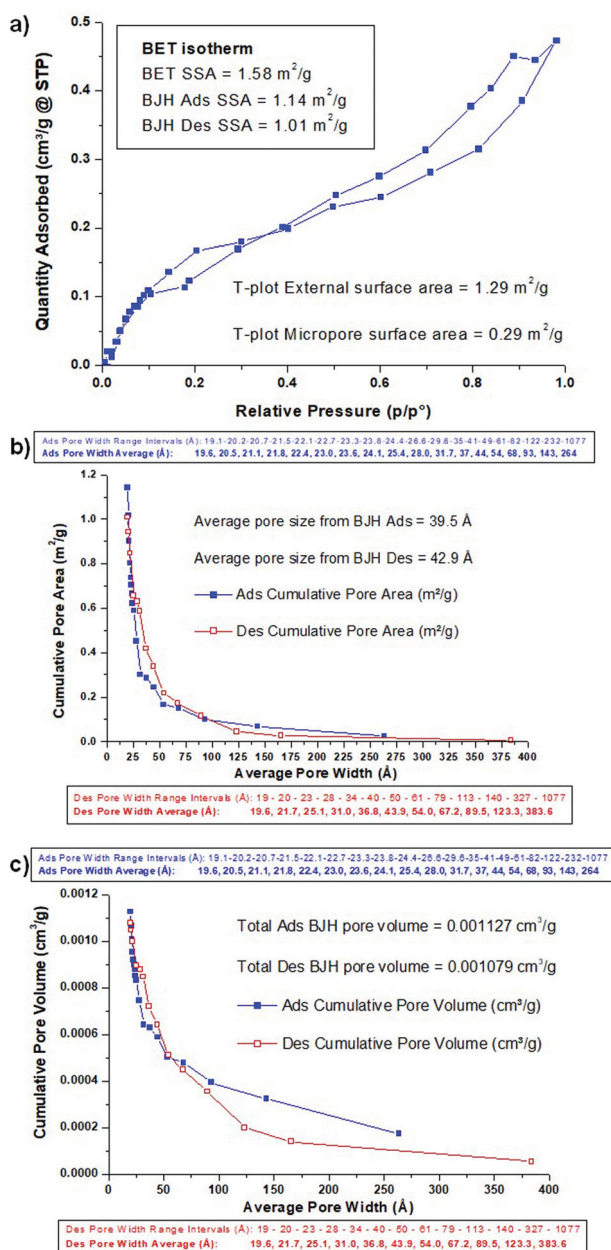 a)
0.5
0.4
0.3
0.2
0.1
0.0
Quantity Adsorbed (cm³/g @ STP)
BET isotherm
BET SSA = 1.58 m²/g
BJH Ads SSA = 1.14 m²/g
BJH Des SSA = 1.01 m²/g
T-plot External surface area = 1.29 m²/g
T-plot Micropore surface area = 0.29 m²/g
0.0 0.2 0.4 0.6 0.8 1.0
Relative Pressure (p/p°)
b)
Ads Pore Width Range Intervals (Å): 19.1-20.2-20.7-21.5-22.1-22.7-23.3-23.8-24.4-26.6-29.6-35-41-49-61-82-122-232-1077
Ads Pore Width Average (Å): 19.6, 20.5, 21.1, 21.8, 22.4, 23.0, 23.6, 24.1, 25.4, 28.0, 31.7, 37, 44, 54, 68, 93, 143, 264
1.2
1.0
0.8
0.6
0.4
0.2
0.0
Cumulative Pore Area (m²/g)
Average pore size from BJH Ads = 39.5 Å
Average pore size from BJH Des = 42.9 Å
Ads Cumulative Pore Area (m²/g)
Des Cumulative Pore Area (m²/g)
0 25 50 75 100 125 150 175 200 225 250 275 300 325 350 375 400
Average Pore Width (Å)
Des Pore Width Range Intervals (Å): 19 - 20 - 23 - 28 - 34 - 40 - 50 - 61 - 79 - 113 - 140 - 327 - 1077
Des Pore Width Average (Å): 19.6, 21.7, 25.1, 31.0, 36.8, 43.9, 54.0, 67.2, 89.5, 123.3, 383.6
c)
Ads Pore Width Range Intervals (Å): 19.1-20.2-20.7-21.5-22.1-22.7-23.3-23.8-24.4-26.6-29.6-35-41-49-61-82-122-232-1077
Ads Pore Width Average (Å): 19.6, 20.5, 21.1, 21.8, 22.4, 23.0, 23.6, 24.1, 25.4, 28.0, 31.7, 37, 44, 54, 68, 93, 143, 264
0.0012
0.0010
0.0008
0.0006
0.0004
0.0002
0.0000
Cumulative Pore Volume (cm³/g)
Total Ads BJH pore volume = 0.001127 cm³/g
Total Des BJH pore volume = 0.001079 cm³/g
Ads Cumulative Pore Volume (cm³/g)
Des Cumulative Pore Volume (cm³/g)
0 50 100 150 200 250 300 350 400
Average Pore Width (Å)
Des Pore Width Range Intervals (Å): 19 - 20 - 23 - 28 - 34 - 40 - 50 - 61 - 79 - 113 - 140 - 327 - 1077
Des Pore Width Average (Å): 19.6, 21.7, 25.1, 31.0, 36.8, 43.9, 54.0, 67.2, 89.5, 123.3, 383.6